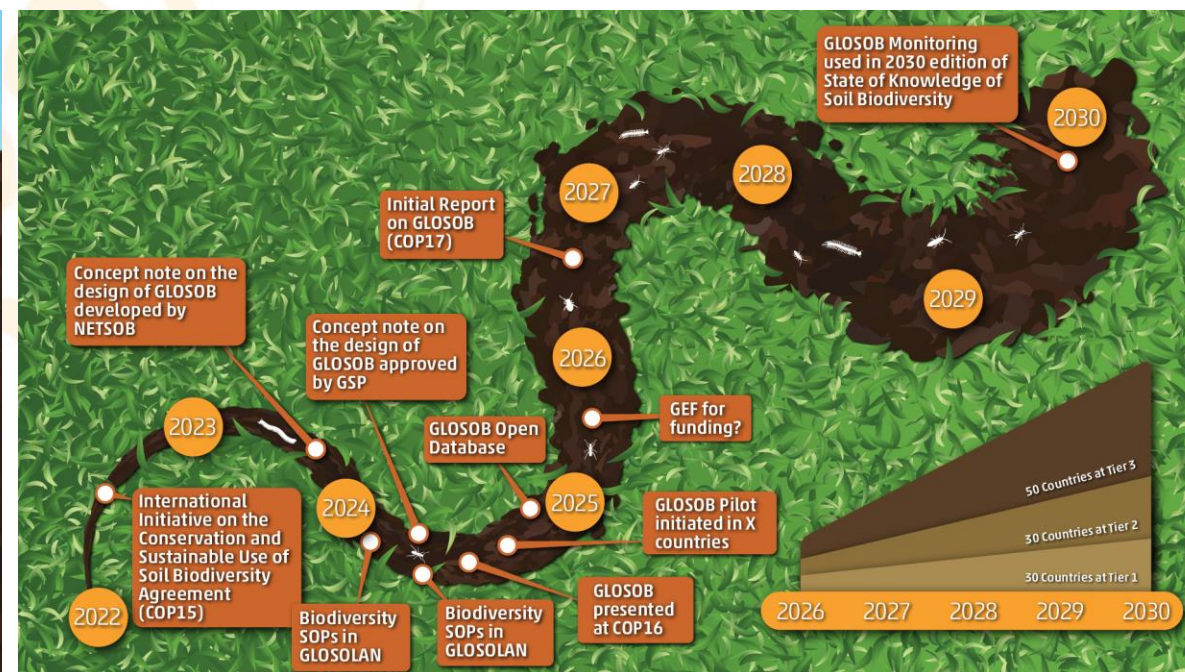 GLOSOB Monitoring
used in 2030 edition of
State of Knowledge of
Soil Biodiversity
2030
2027
2028
Initial Report
on GLOSOB
(COP17)
Concept note on the
design of GLOSOB
developed by
NETSOB
2029
Concept note on
the design of
GLOSOB approved
by GSP
2026
GEF for
funding?
2023
GLOSOB Open
Database
2024
2025
International
Initiative on the
Conservation and
Sustainable Use of
Soil Biodiversity
Agreement
(COP15)
GLOSOB Pilot
initiated in X
countries
2022
Biodiversity
SOPs in
GLOSOLAN
Biodiversity
SOPs in
GLOSOLAN
GLOSOB
presented
at COP16
50 Countries at Tier 3
30 Countries at Tier 2
30 Countries at Tier 1
2026 2027 2028 2029 2030